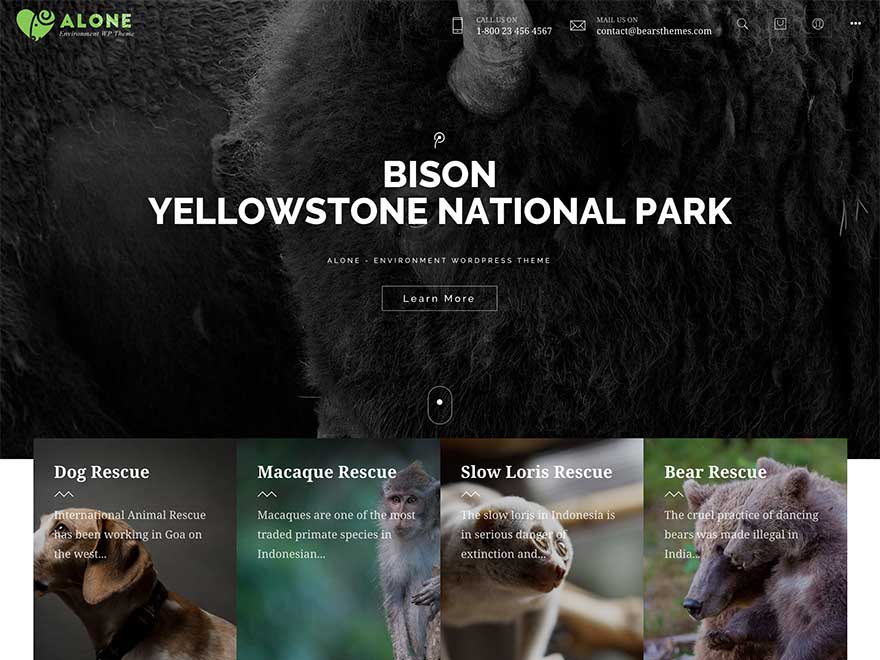 ALONE
Environment WP Theme
CALL US ON
1-800 23 456 4567
MAIL US ON
contact@bearsthemes.com
BISON
YELLOWSTONE NATIONAL PARK
ALONE - ENVIRONMENT WORDPRESS THEME
Learn More
Dog Rescue
International Animal Rescue
has been working in Goa on
the west...
Macaque Rescue
Macaques are one of the most
traded primate species in
Indonesian...
Slow Loris Rescue
The slow loris in Indonesia is
in serious danger of
extinction and...
Bear Rescue
The cruel practice of dancing
bears was made illegal in
India...